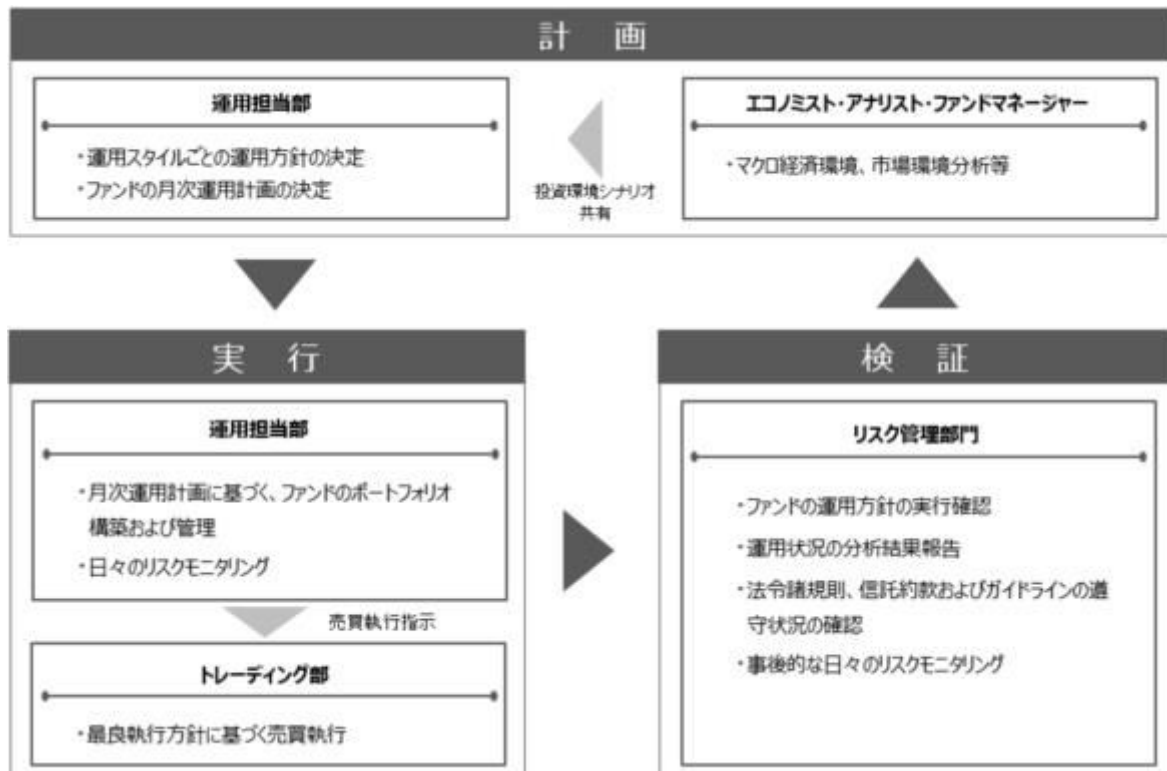 計 画
運用担当部
・運用スタイルごとの運用方針の決定
・ファンドの月次運用計画の決定
投資環境シナリオ
共有
エコノミスト・アナリスト・ファンドマネージャー
・マクロ経済環境、市場環境分析等
実 行
運用担当部
・月次運用計画に基づく、ファンドのポートフォリオ
構築および管理
・日々のリスクモニタリング
売買執行指示
トレーディング部
・最良執行方針に基づく売買執行
検 証
リスク管理部門
・ファンドの運用方針の実行確認
・運用状況の分析結果報告
・法令諸規則、信託約款およびガイドラインの遵
守状況の確認
・事後的な日々のリスクモニタリング